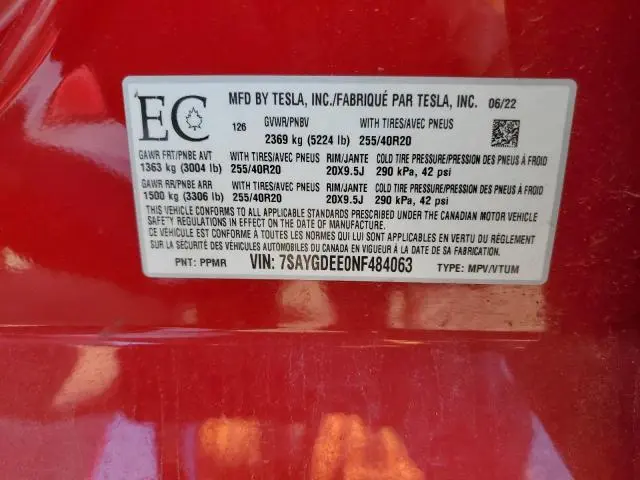 EC
MFD BY TESLA, INC./FABRIQUÉ PAR TESLA, INC. 06/22
126 GVWR/PNBV WITH TIRES/AVEC PNEUS
2369 kg (5224 lb) 255/40R20
GAWR FRT/PNBE AVT WITH TIRES/AVEC PNEUS RIM/JANTE COLD TIRE PRESSURE/PRESSION DES PNEUS À FROID
1363 kg (3004 lb) 255/40R20 20X9.5J 290 kPa, 42 psi
GAWR RR/PNBE ARR WITH TIRES/AVEC PNEUS RIM/JANTE COLD TIRE PRESSURE/PRESSION DES PNEUS À FROID
1500 kg (3306 lb) 255/40R20 20X9.5J 290 kPa, 42 psi
THIS VEHICLE CONFORMS TO ALL APPLICABLE STANDARDS PRESCRIBED UNDER THE CANADIAN MOTOR VEHICLE
SAFETY REGULATIONS IN EFFECT ON THE DATE OF MANUFACTURE.
CE VÉHICULE EST CONFORME À TOUTES LES NORMES QUI LUI SONT APPLICABLES EN VERTU DU RÈGLEMENT
SUR LA SÉCURITÉ DES VÉHICULES AUTOMOBILES DU CANADA EN VIGUEUR À LA DATE DE SA FABRICATION.
PNT: PPMR VIN: 7SAYGDEE0NF484063 TYPE: MPV/VTUM